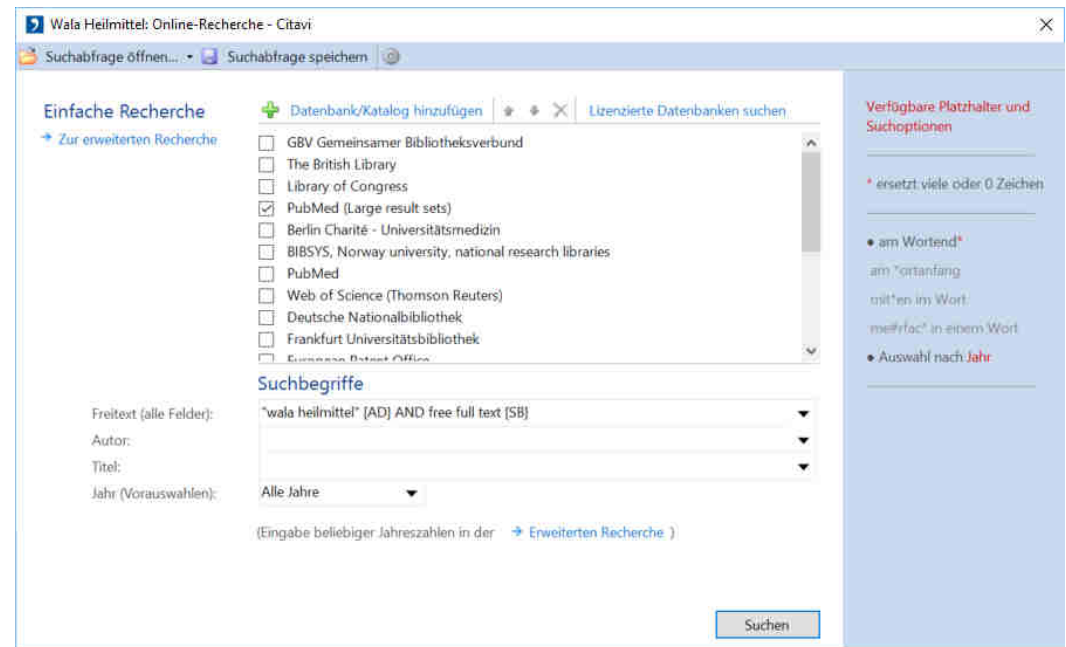 Wala Heilmittel: Online-Recherche - Citavi
Suchabfrage öffnen... Suchabfrage speichern
Einfache Recherche
Zur erweiterten Recherche
Datenbank/Katalog hinzufügen Lizenzierte Datenbanken suchen
GBV Gemeinsamer Bibliotheksverbund
The British Library
Library of Congress
PubMed (Large result sets)
Berlin Charité - Universitätsmedizin
BIBSYS, Norway university, national research libraries
PubMed
Web of Science (Thomson Reuters)
Deutsche Nationalbibliothek
Frankfurt Universitätsbibliothek
European Patent Office
Suchbegriffe
Freitext (alle Felder): "wala heilmittel" [AD] AND free full text [SB]
Autor:
Titel:
Jahr (Vorauswahlen): Alle Jahre
(Eingabe beliebiger Jahreszahlen in der Erweiterten Recherche )
Suchen
Verfügbare Platzhalter und
Suchoptionen
* ersetzt viele oder 0 Zeichen
• am Wortend*
am *ortanfang
mit*en im Wort
me#rfac* in einem Wort
• Auswahl nach Jahr